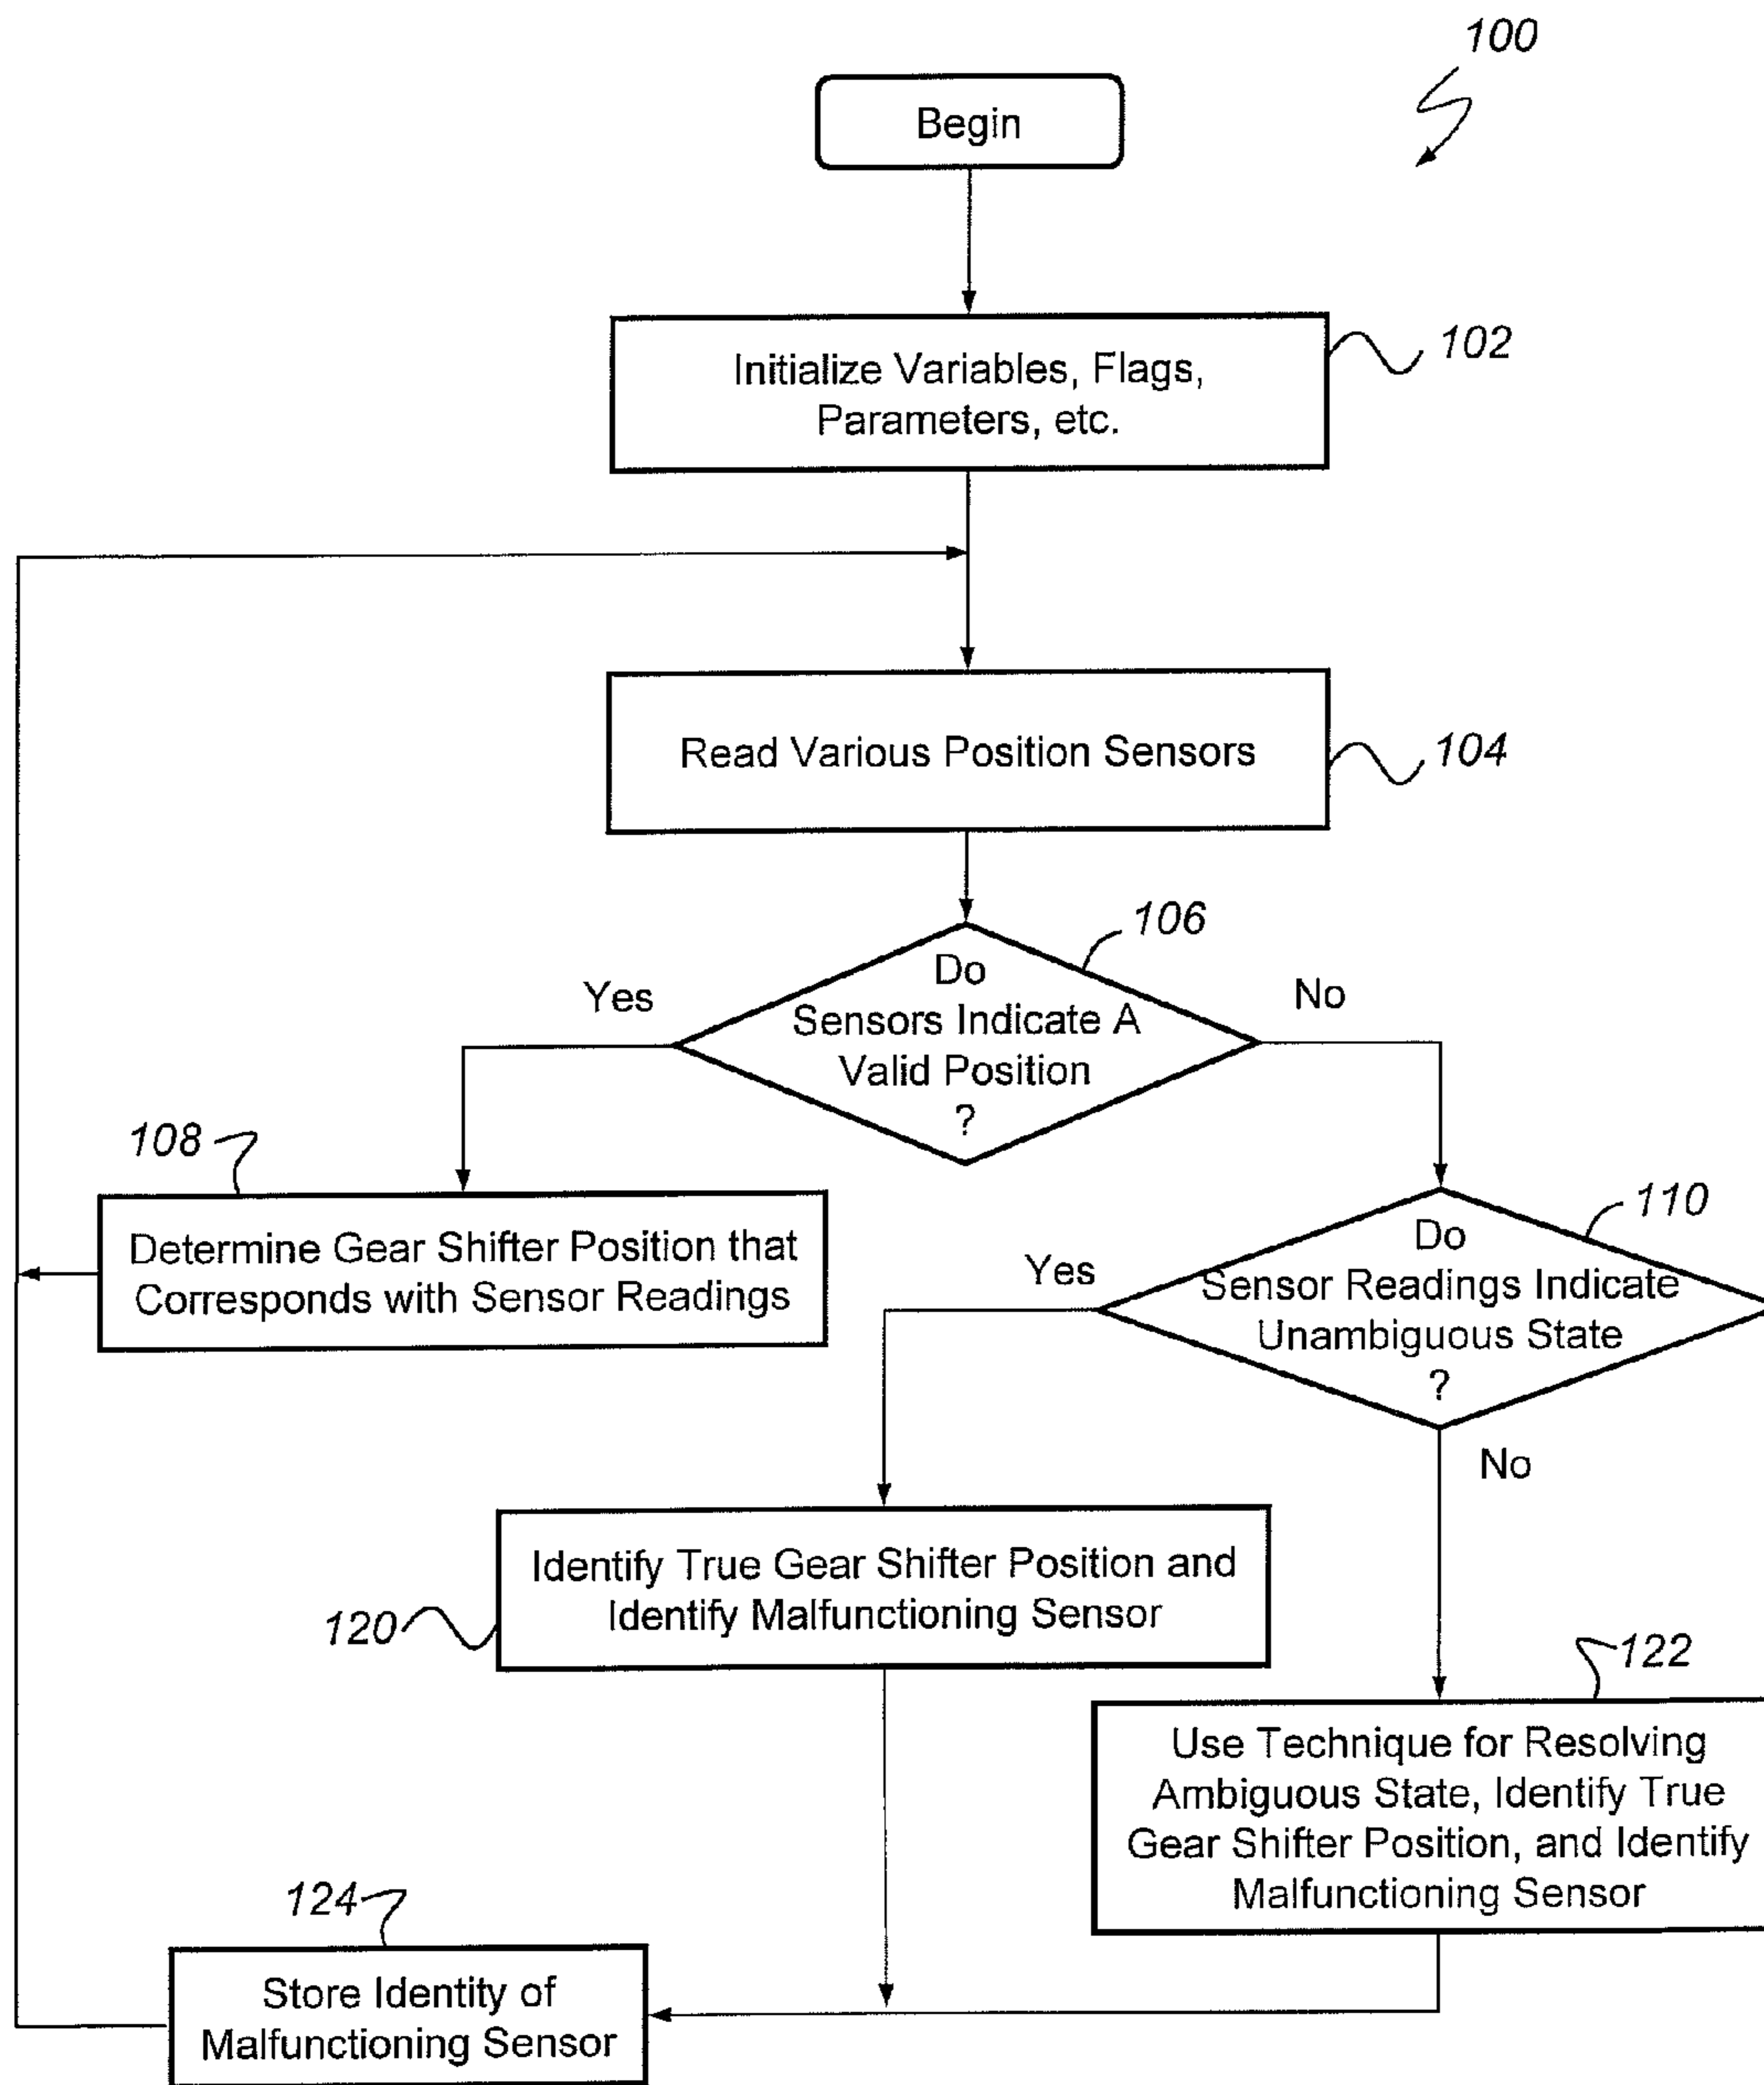 100
Begin
102
Initialize Variables, Flags,
Parameters, etc.
Read Various Position Sensors
104
106
Do
Sensors Indicate A
Valid Position
?
Yes
No
108
Determine Gear Shifter Position that
Corresponds with Sensor Readings
110
Do
Sensor Readings Indicate
Unambiguous State
?
Yes
No
Identify True Gear Shifter Position and
Identify Malfunctioning Sensor
120
122
Use Technique for Resolving
Ambiguous State, Identify True
Gear Shifter Position, and Identify
Malfunctioning Sensor
124
Store Identity of
Malfunctioning Sensor